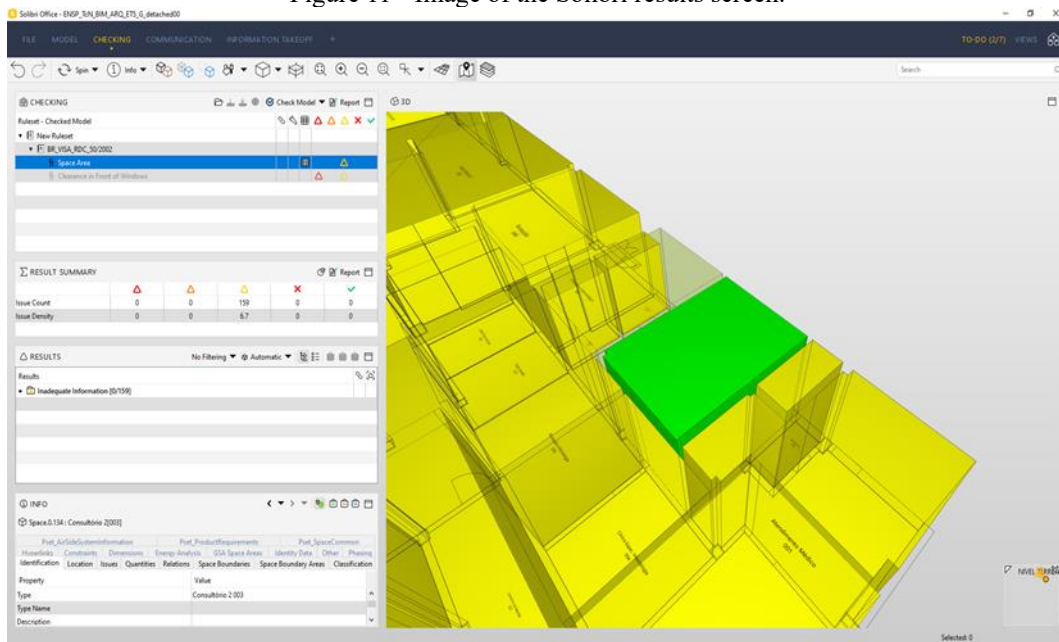 Figure 11 - Image of the Solibri results screen.
Solibri Office - ENSP_TcN_BIM_ARQ_ETS_G_detached00
FILE MODEL CHECKING COMMUNICATION INFORMATION TAKEOFF +
TO-DO (2/7) VIEWS
Spin Info
Search
CHECKING Check Model Report
3D
Ruleset - Checked Model
New Ruleset
BR_VISA_RDC_50/2002
§ Space Area
§ Clearance in Front of Windows
RESULT SUMMARY Report
Issue Count 0 0 159 0 0
Issue Density 0 0 6.7 0 0
RESULTS No Filtering Automatic
Results
Inadequate Information [0/159]
INFO
Space.0.134 : Consultório 2[003]
Pset_AirSideSystemInformation Pset_ProductRequirements Pset_SpaceCommon
Hyperlinks Constraints Dimensions Energy Analysis GSA Space Areas Identity Data Other Phasing
Identification Location Issues Quantities Relations Space Boundaries Space Boundary Areas Classification
Property Value
Type Consultório 2:003
Type Name
Description
Atendimento Médico
001
Selected: 0